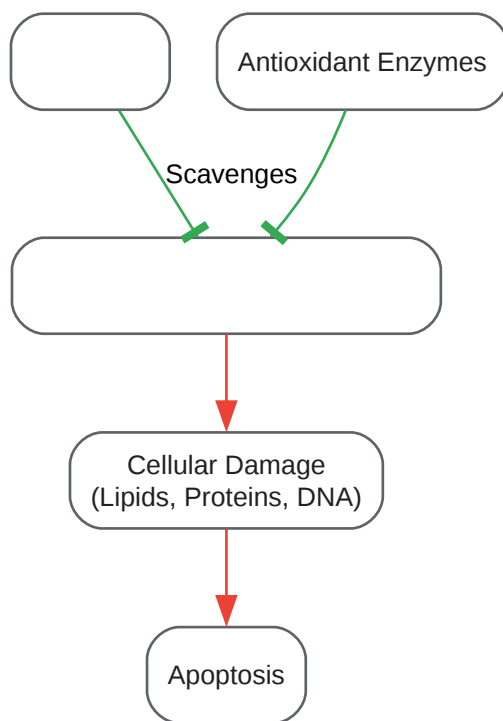 Antioxidant Enzymes
Scavenges
Cellular Damage
(Lipids, Proteins, DNA)
Apoptosis